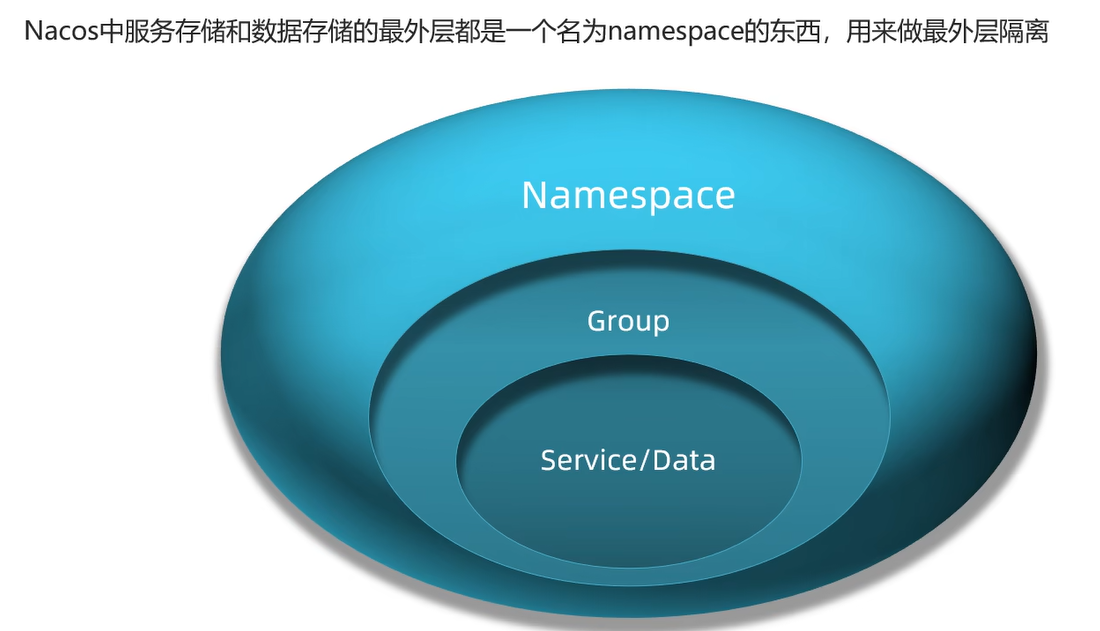 Nacos中服务存储和数据存储的最外层都是一个名为namespace的东西，用来做最外层隔离
Namespace
Group
Service/Data